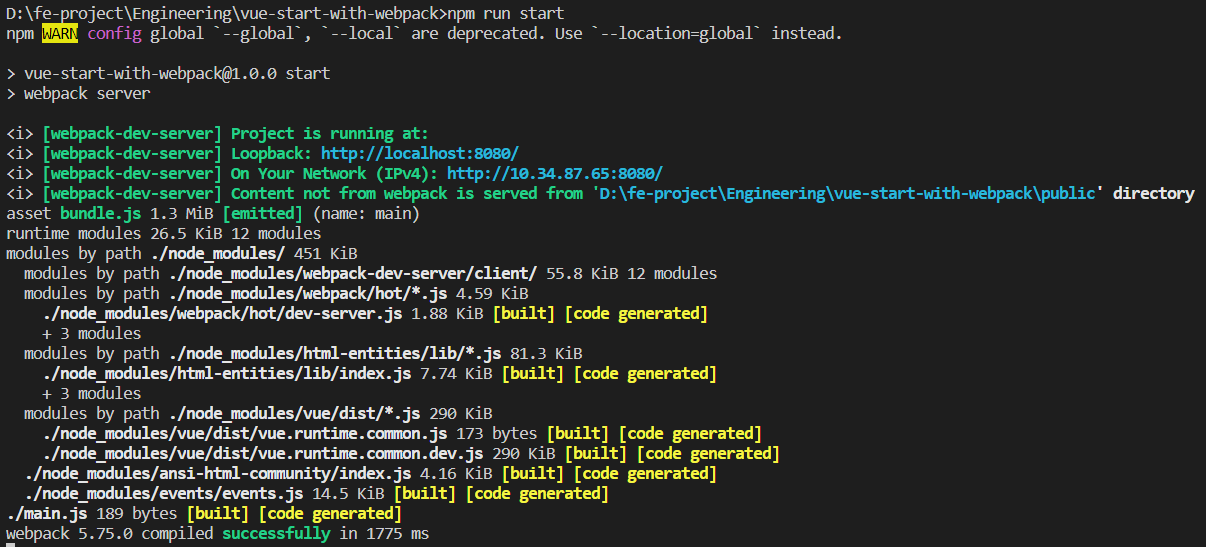 D:\fe-project\Engineering\vue-start-with-webpack>npm run start
npm WARN config global `--global`, `--local` are deprecated. Use `--location=global` instead.
> vue-start-with-webpack@1.0.0 start
> webpack server
<i> [webpack-dev-server] Project is running at:
<i> [webpack-dev-server] Loopback: http://localhost:8080/
<i> [webpack-dev-server] On Your Network (IPv4): http://10.34.87.65:8080/
<i> [webpack-dev-server] Content not from webpack is served from 'D:\fe-project\Engineering\vue-start-with-webpack\public' directory
asset bundle.js 1.3 MiB [emitted] (name: main)
runtime modules 26.5 KiB 12 modules
modules by path ./node_modules/ 451 KiB
  modules by path ./node_modules/webpack-dev-server/client/ 55.8 KiB 12 modules
  modules by path ./node_modules/webpack/hot/*.js 4.59 KiB
    ./node_modules/webpack/hot/dev-server.js 1.88 KiB [built] [code generated]
    + 3 modules
  modules by path ./node_modules/html-entities/lib/*.js 81.3 KiB
    ./node_modules/html-entities/lib/index.js 7.74 KiB [built] [code generated]
    + 3 modules
  modules by path ./node_modules/vue/dist/*.js 290 KiB
    ./node_modules/vue/dist/vue.runtime.common.js 173 bytes [built] [code generated]
    ./node_modules/vue/dist/vue.runtime.common.dev.js 290 KiB [built] [code generated]
  ./node_modules/ansi-html-community/index.js 4.16 KiB [built] [code generated]
  ./node_modules/events/events.js 14.5 KiB [built] [code generated]
./main.js 189 bytes [built] [code generated]
webpack 5.75.0 compiled successfully in 1775 ms